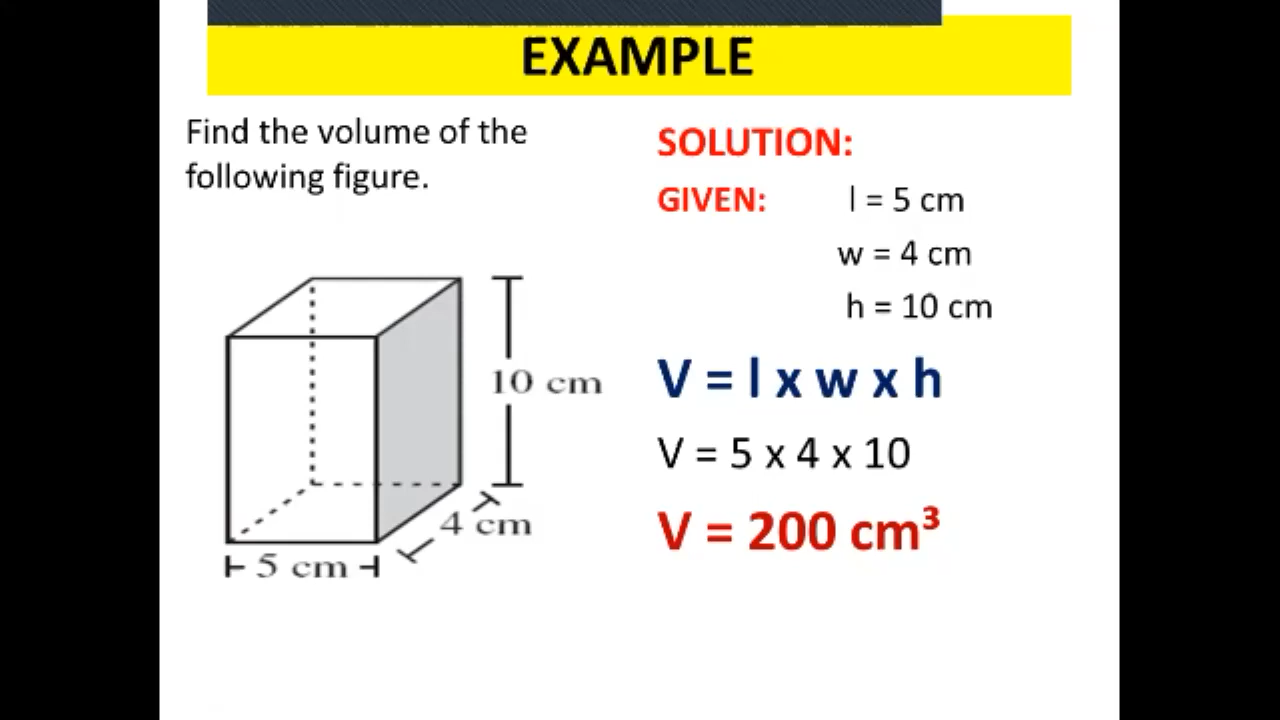 EXAMPLE
Find the volume of the
following figure.
10 cm
4 cm
5 cm
SOLUTION:
GIVEN: l = 5 cm
w = 4 cm
h = 10 cm
V = l x w x h
V = 5 x 4 x 10
V = 200 cm³